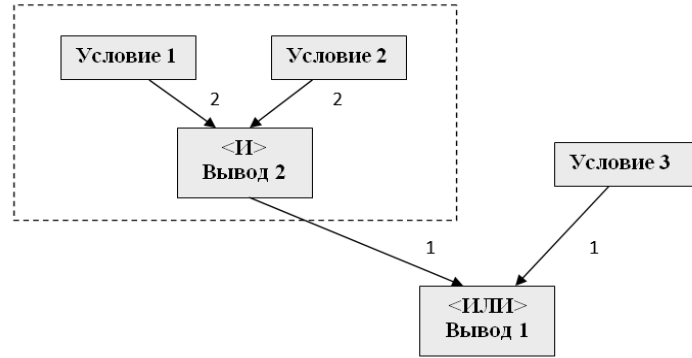 Условие 1
Условие 2
2
2
<И>
Вывод 2
Условие 3
1
1
<ИЛИ>
Вывод 1